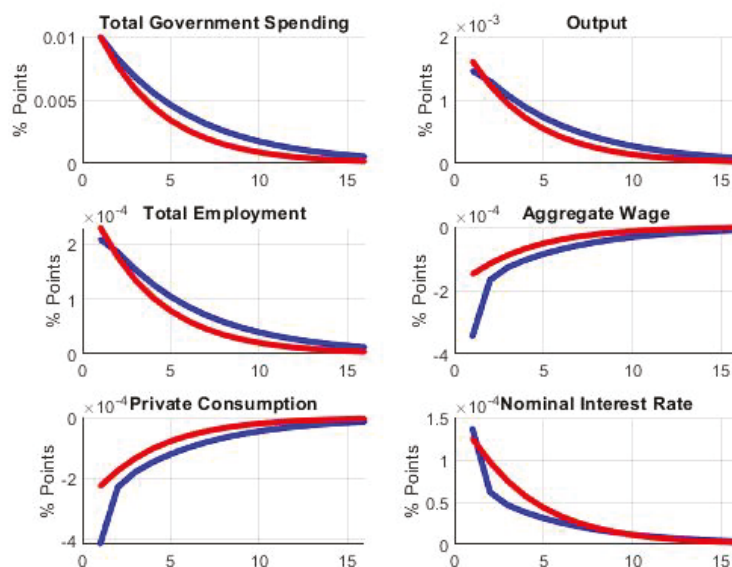 Total Government Spending
0.01
0.005
0
% Points
0 5 10 15
Output
×10⁻³
2
1
0
% Points
0 5 10 15
Total Employment
×10⁻⁴
2
1
0
% Points
0 5 10 15
Aggregate Wage
×10⁻⁴
0
-2
-4
% Points
0 5 10 15
Private Consumption
×10⁻⁴
0
-2
-4
% Points
0 5 10 15
Nominal Interest Rate
×10⁻⁴
1.5
1
0.5
0
% Points
0 5 10 15